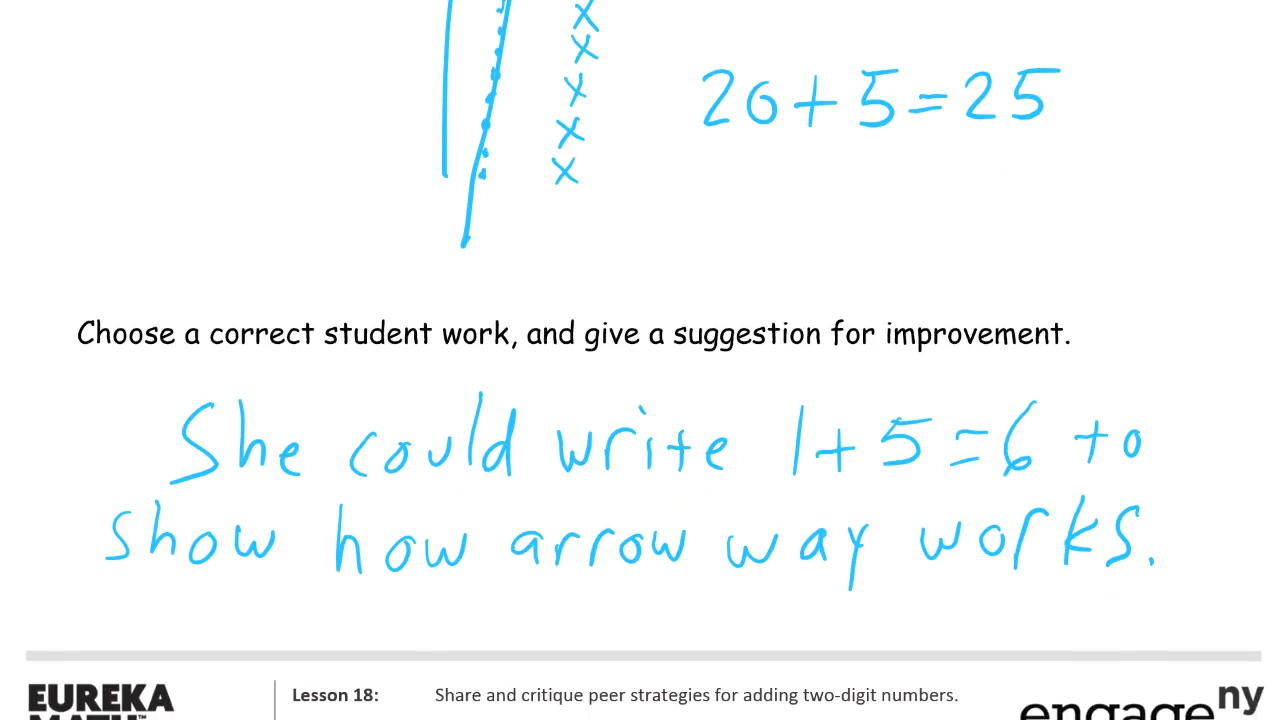 x
x
x
x
x
20+5=25
Choose a correct student work, and give a suggestion for improvement.
She could write 1+5=6 to
show how arrow way works.
EUREKA
MATH™
Lesson 18: Share and critique peer strategies for adding two-digit numbers.
engage ny